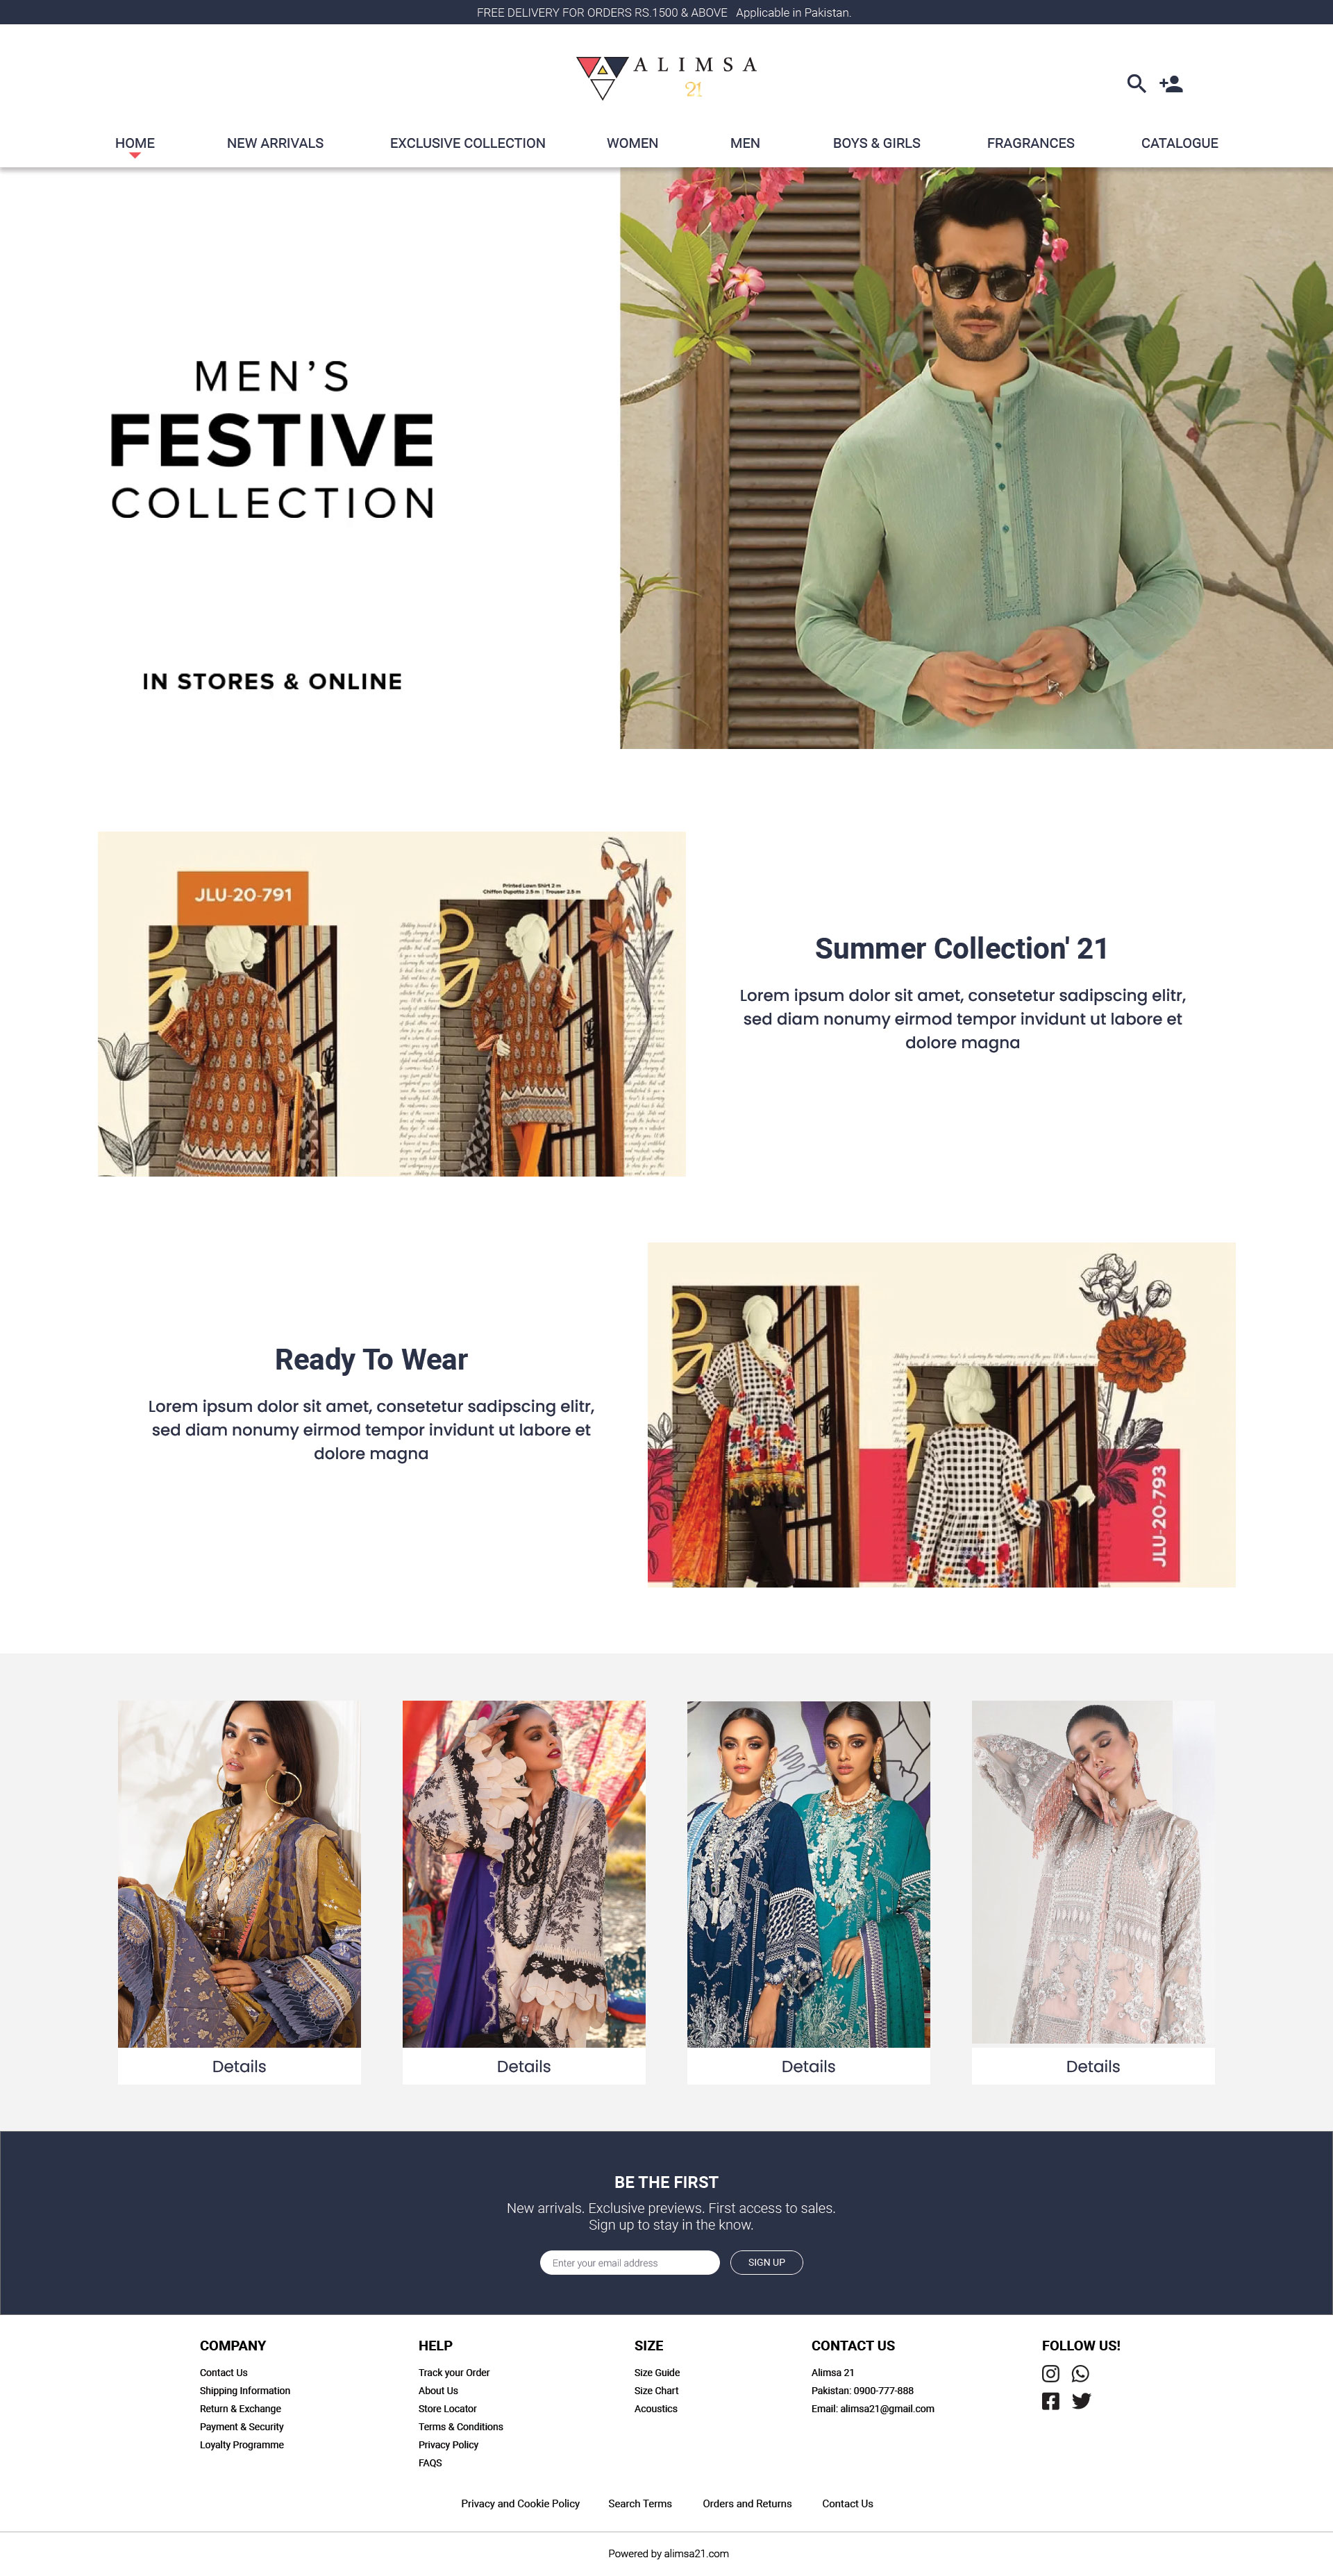 FREE DELIVERY FOR ORDERS RS.1500 & ABOVE   Applicable in Pakistan.
ALIMSA
21
HOME
NEW ARRIVALS
EXCLUSIVE COLLECTION
WOMEN
MEN
BOYS & GIRLS
FRAGRANCES
CATALOGUE
MEN'S
FESTIVE
COLLECTION
IN STORES & ONLINE
JLU-20-791
Printed Lawn Shirt 3 m
Chiffon Dupatta 2.5 m | Trouser 2.5 m
Summer Collection' 21
Lorem ipsum dolor sit amet, consetetur sadipscing elitr,
sed diam nonumy eirmod tempor invidunt ut labore et
dolore magna
Ready To Wear
Lorem ipsum dolor sit amet, consetetur sadipscing elitr,
sed diam nonumy eirmod tempor invidunt ut labore et
dolore magna
JLU-20-793
Details
Details
Details
Details
BE THE FIRST
New arrivals. Exclusive previews. First access to sales.
Sign up to stay in the know.
Enter your email address
SIGN UP
COMPANY
Contact Us
Shipping Information
Return & Exchange
Payment & Security
Loyalty Programme
HELP
Track your Order
About Us
Store Locator
Terms & Conditions
Privacy Policy
FAQS
SIZE
Size Guide
Size Chart
Acoustics
CONTACT US
Alimsa 21
Pakistan: 0900-777-888
Email: alimsa21@gmail.com
FOLLOW US!
Privacy and Cookie Policy
Search Terms
Orders and Returns
Contact Us
Powered by alimsa21.com